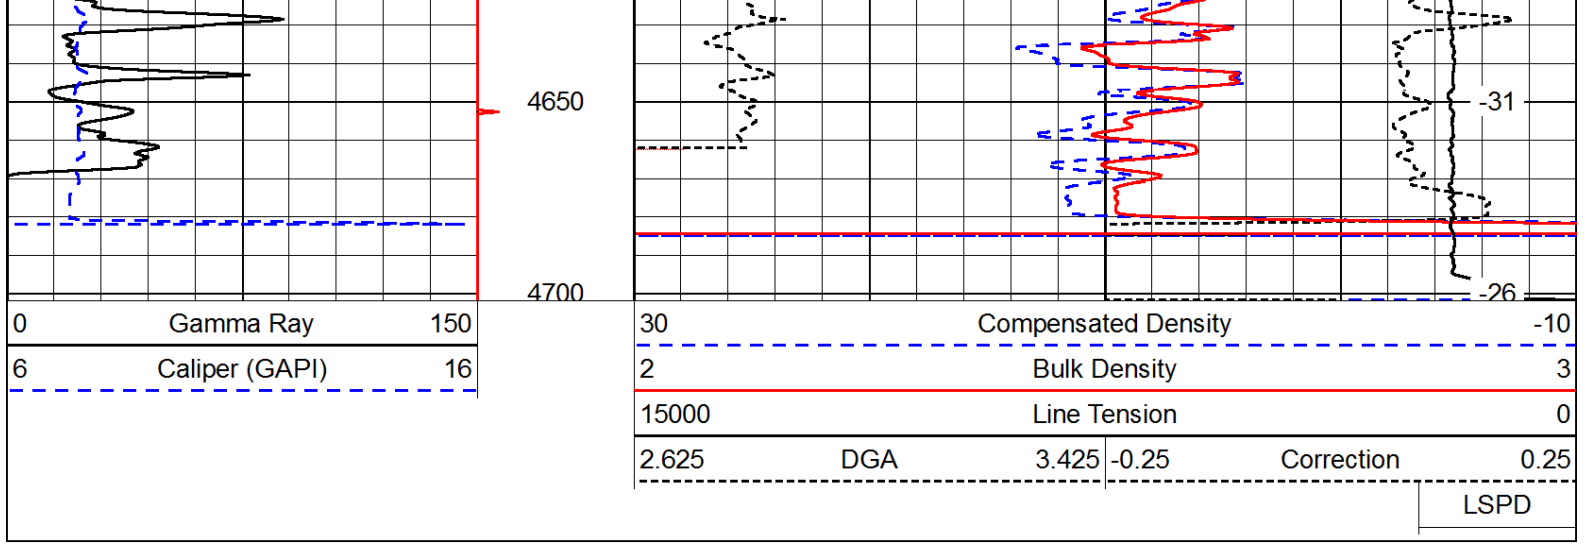 4650 -31
4700 -26
0 Gamma Ray 150
6 Caliper (GAPI) 16
30 Compensated Density -10
2 Bulk Density 3
15000 Line Tension 0
2.625 DGA 3.425 -0.25 Correction 0.25
LSPD